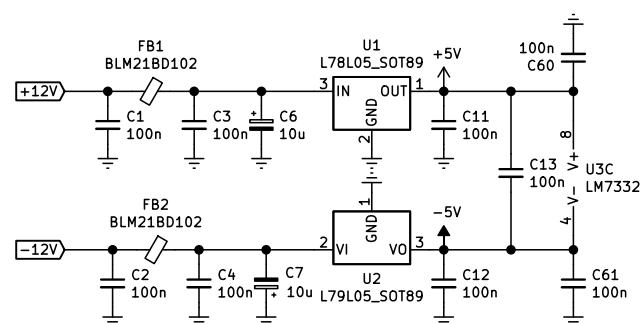 FB1
BLM21BD102
U1
L78L05_SOT89
+5V
100n
C60
+12V
3
IN
OUT
1
GND
2
C1
100n
C3
100n
+
C6
10u
C11
100n
8
V+
U3C
LM7332
V-
4
C13
100n
FB2
BLM21BD102
1
GND
-5V
-12V
2
VI
VO
3
U2
L79L05_SOT89
C2
100n
C4
100n
C7
10u
+
C12
100n
C61
100n